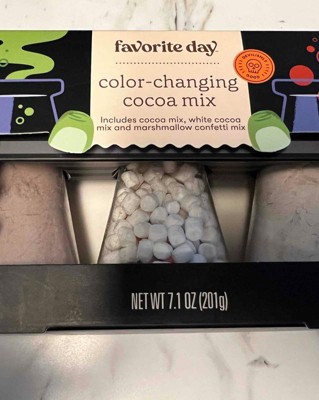 favorite day
color-changing
cocoa mix
Includes cocoa mix, white cocoa
mix and marshmallow confetti mix
NET WT 7.1 OZ (201g)